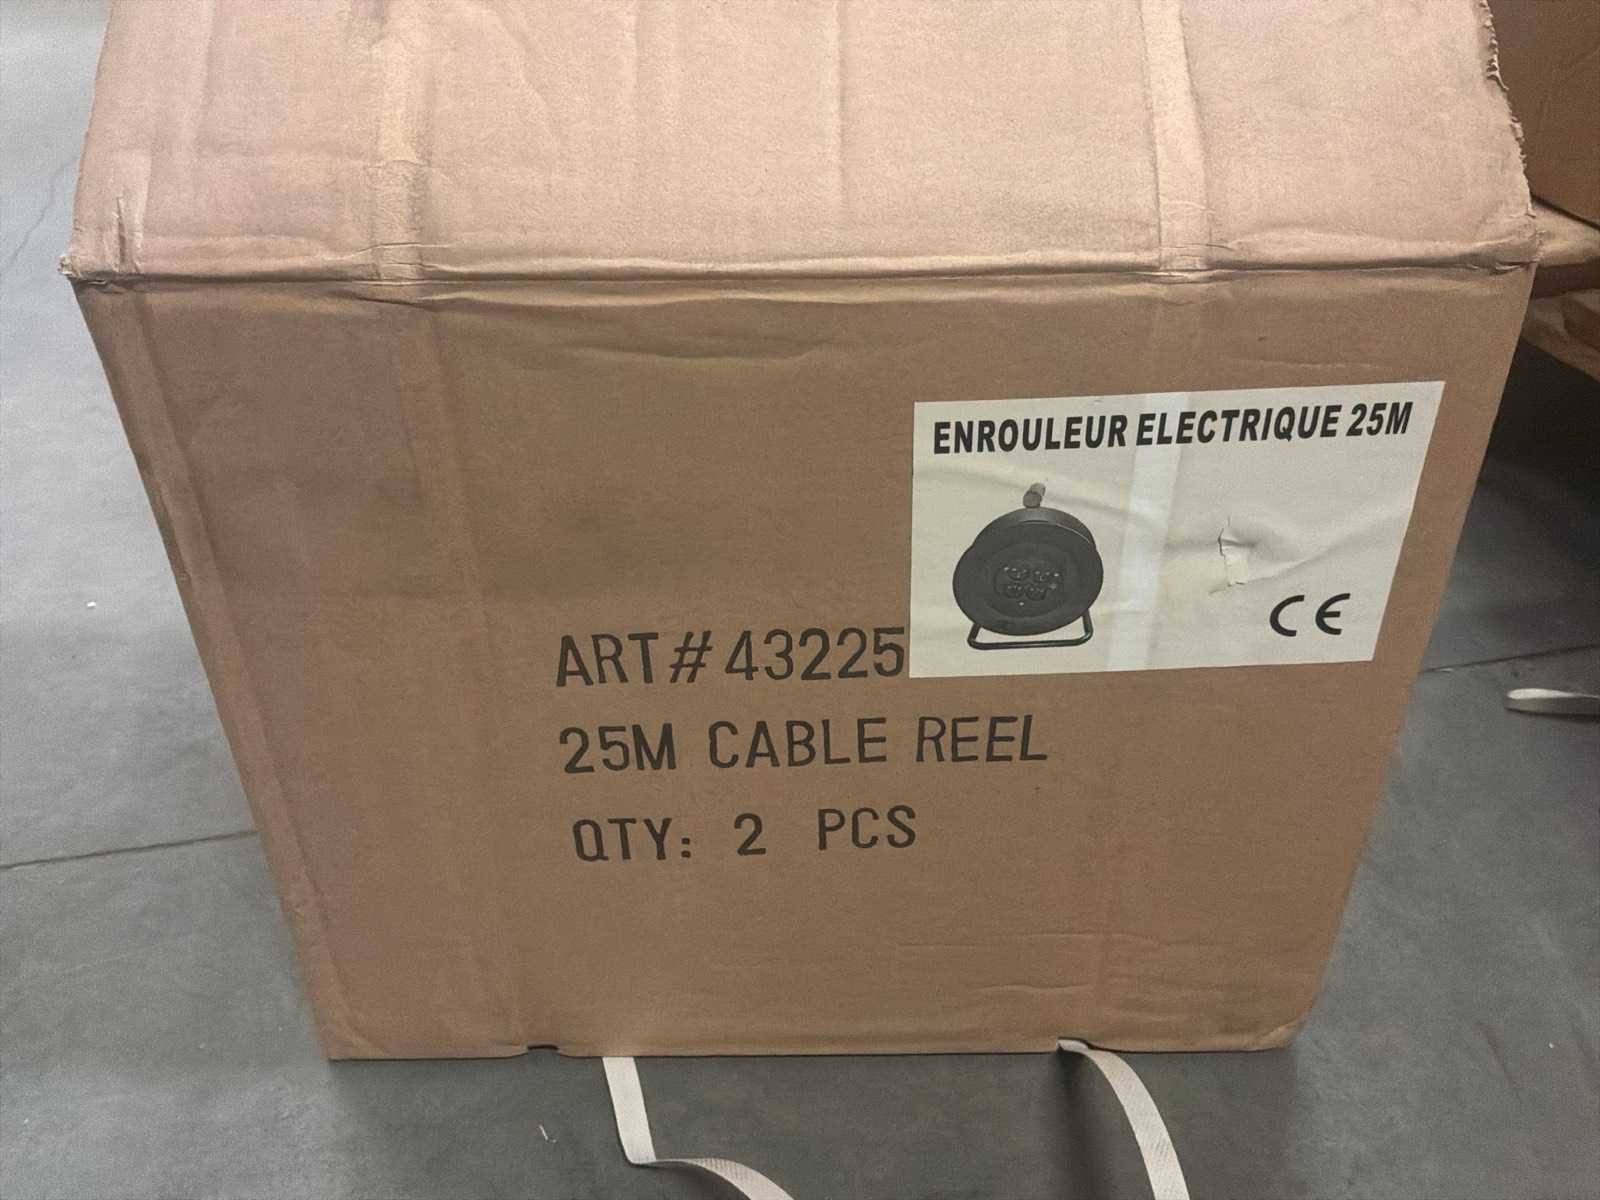 ENROULEUR ELECTRIQUE 25M
CE
ART#43225
25M CABLE REEL
QTY: 2 PCS